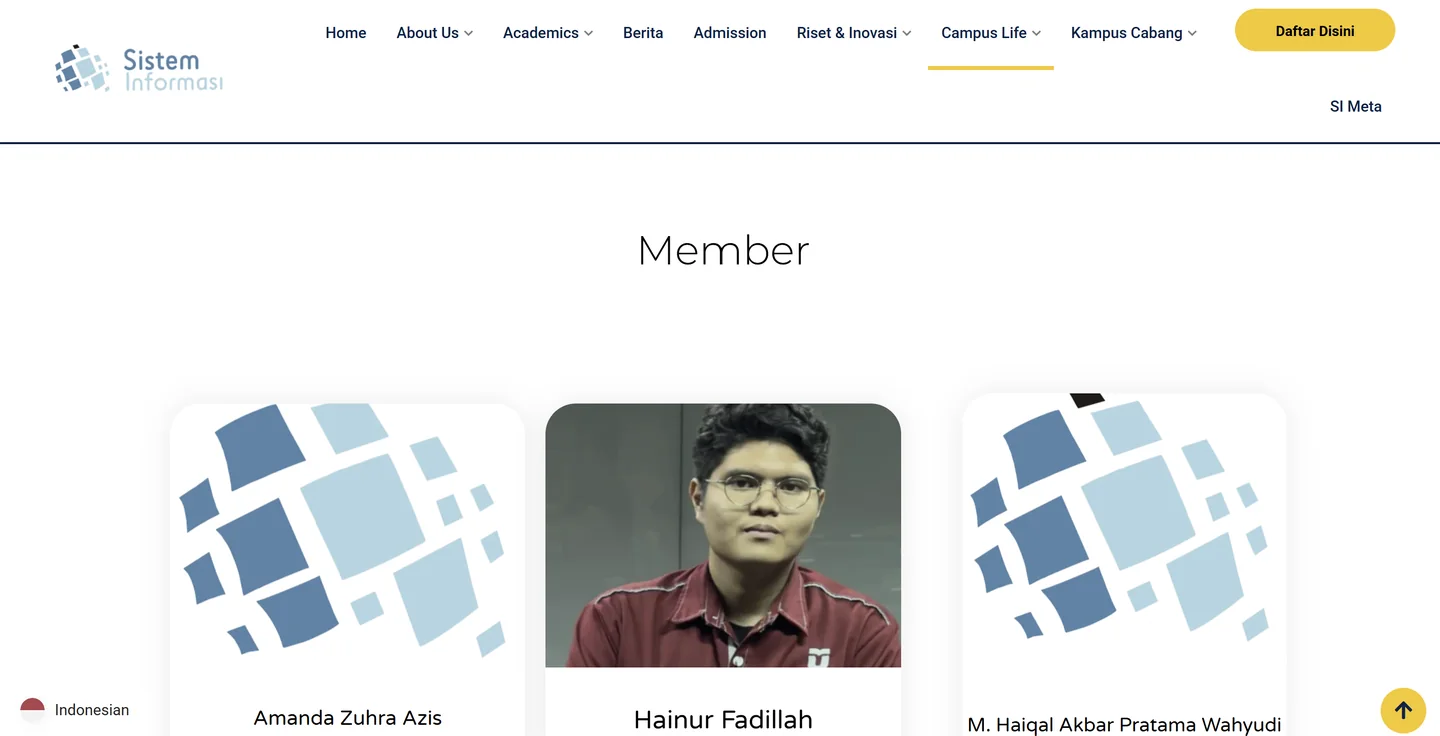 Home About Us Academics Berita Admission Riset & Inovasi Campus Life Kampus Cabang Daftar Disini
Sistem
Informasi
SI Meta
Member
Amanda Zuhra Azis
Hainur Fadillah
M. Haiqal Akbar Pratama Wahyudi
Indonesian